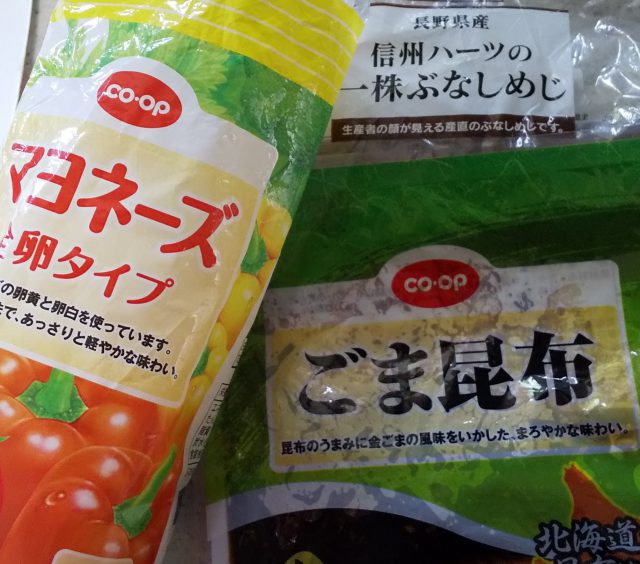 CO·OP
マヨネーズ
全卵タイプ
の卵黄と卵白を使っています。
で、あっさりと軽やかな味わい。
長野県産
信州ハーツの
一株ぶなしめじ
生産者の顔が見える産直のぶなしめじです。
CO·OP
ごま昆布
昆布のうまみに金ごまの風味をいかした、まろやかな味わい。
北海道